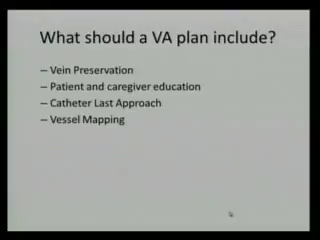 What should a VA plan include?
– Vein Preservation
– Patient and caregiver education
– Catheter Last Approach
– Vessel Mapping